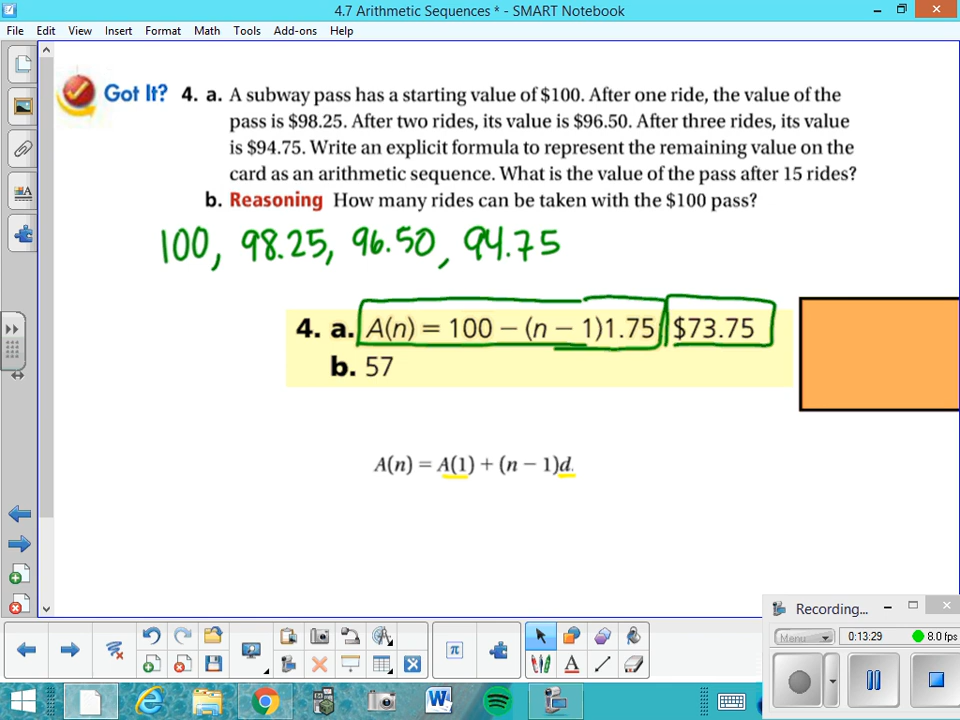 4.7 Arithmetic Sequences * - SMART Notebook
File Edit View Insert Format Math Tools Add-ons Help
Got It? 4. a. A subway pass has a starting value of $100. After one ride, the value of the
pass is $98.25. After two rides, its value is $96.50. After three rides, its value
is $94.75. Write an explicit formula to represent the remaining value on the
card as an arithmetic sequence. What is the value of the pass after 15 rides?
b. Reasoning How many rides can be taken with the $100 pass?
100, 98.25, 96.50, 94.75
4. a. A(n) = 100 – (n – 1)1.75; $73.75
b. 57
A(n) = A(1) + (n – 1)d.
Recording...
Menu 0:13:29 8.0 fps